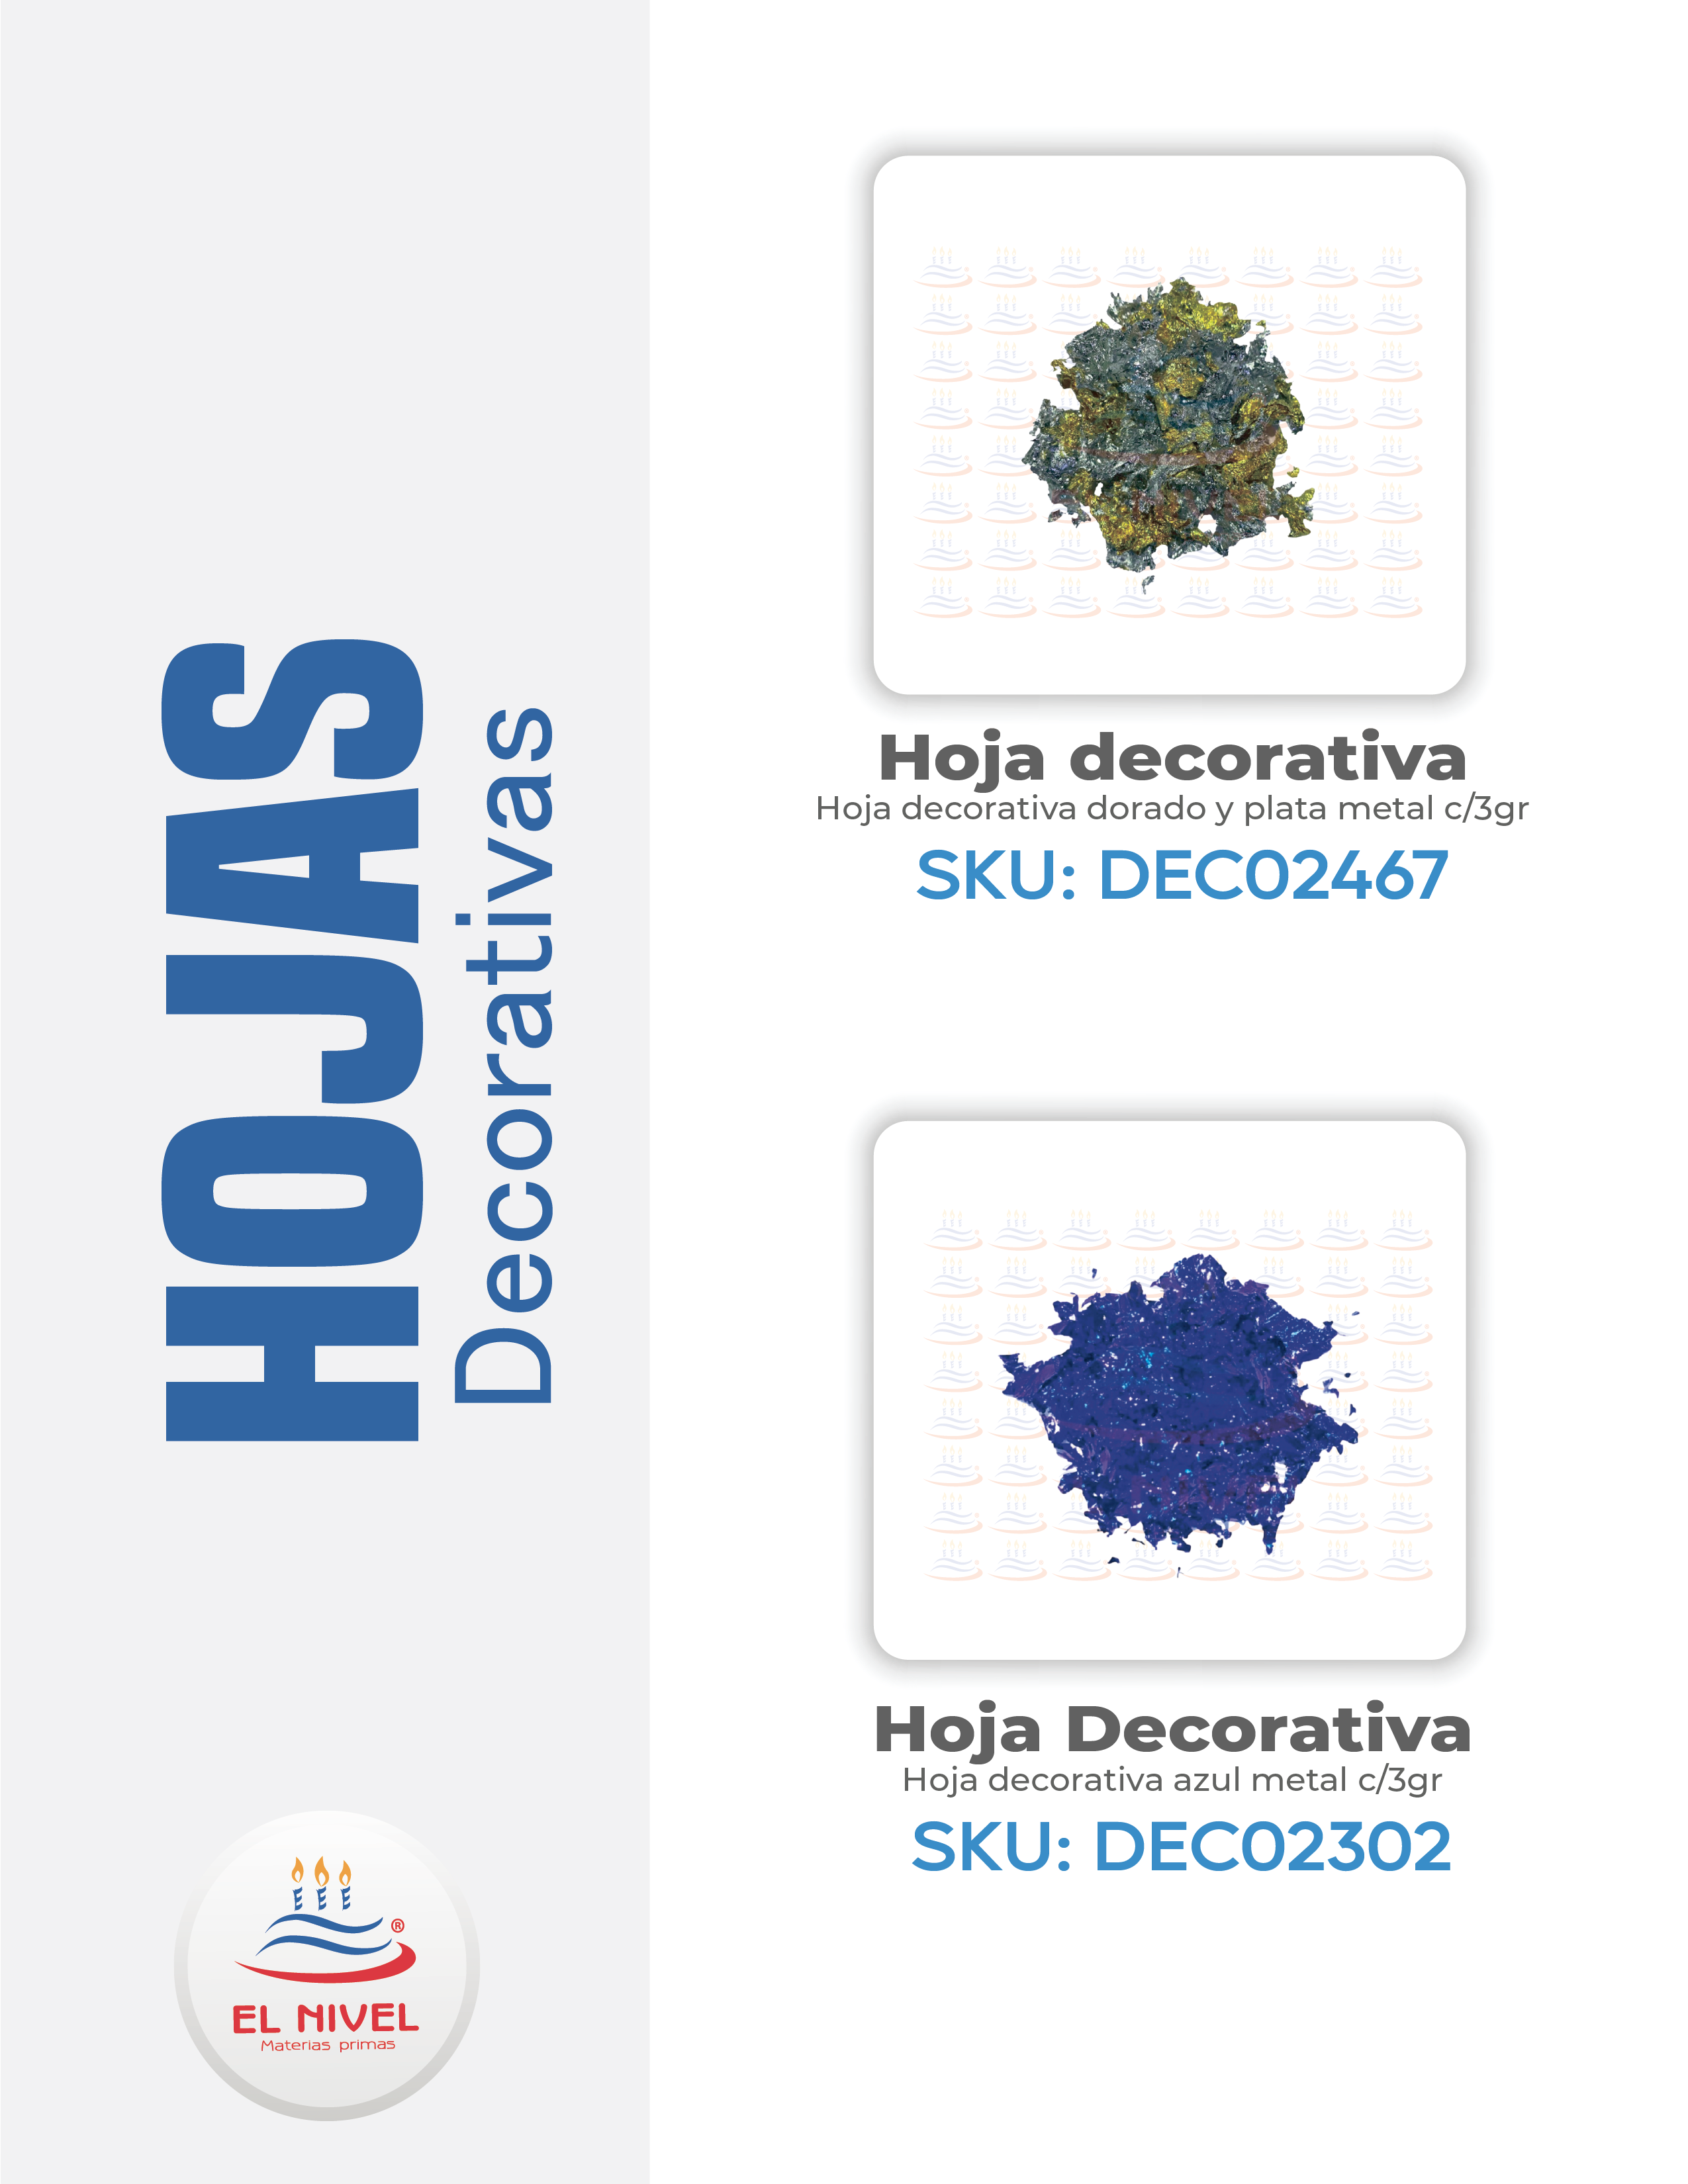 HOJAS
Decorativas
Hoja decorativa
Hoja decorativa dorado y plata metal c/3gr
SKU: DEC02467
Hoja Decorativa
Hoja decorativa azul metal c/3gr
SKU: DEC02302
®
EL NIVEL
Materias primas